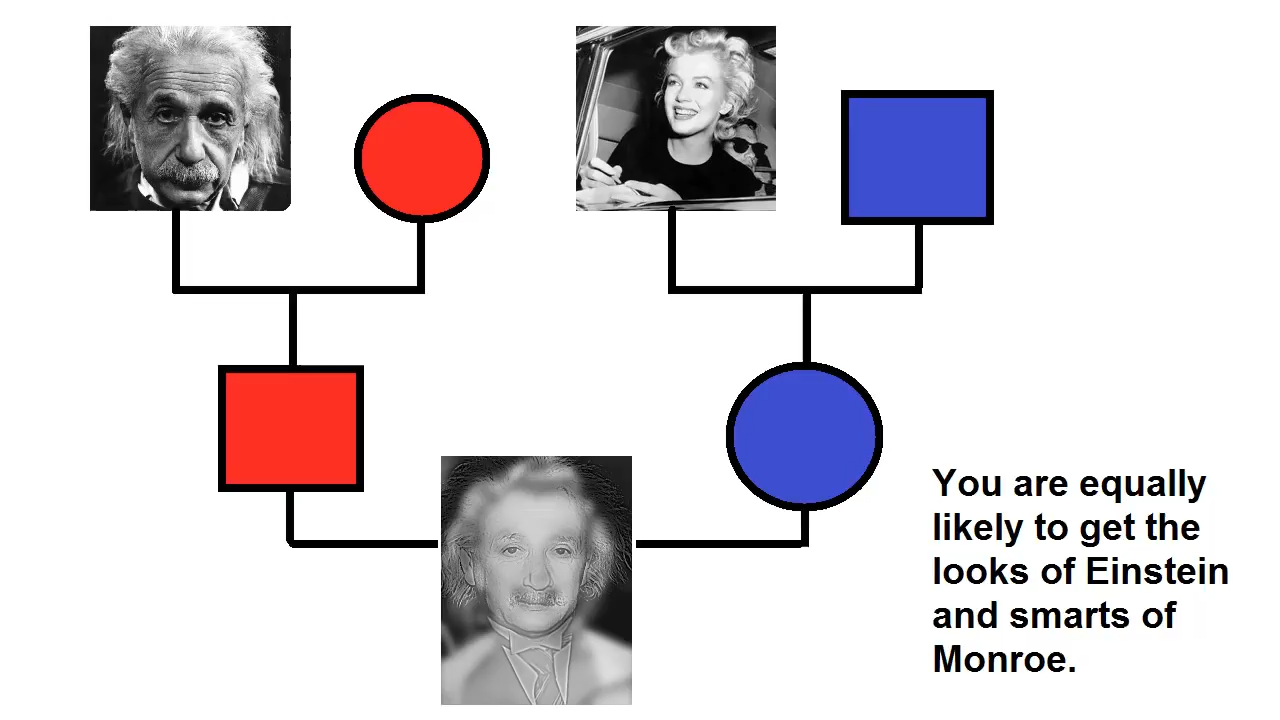 You are equally
likely to get the
looks of Einstein
and smarts of
Monroe.